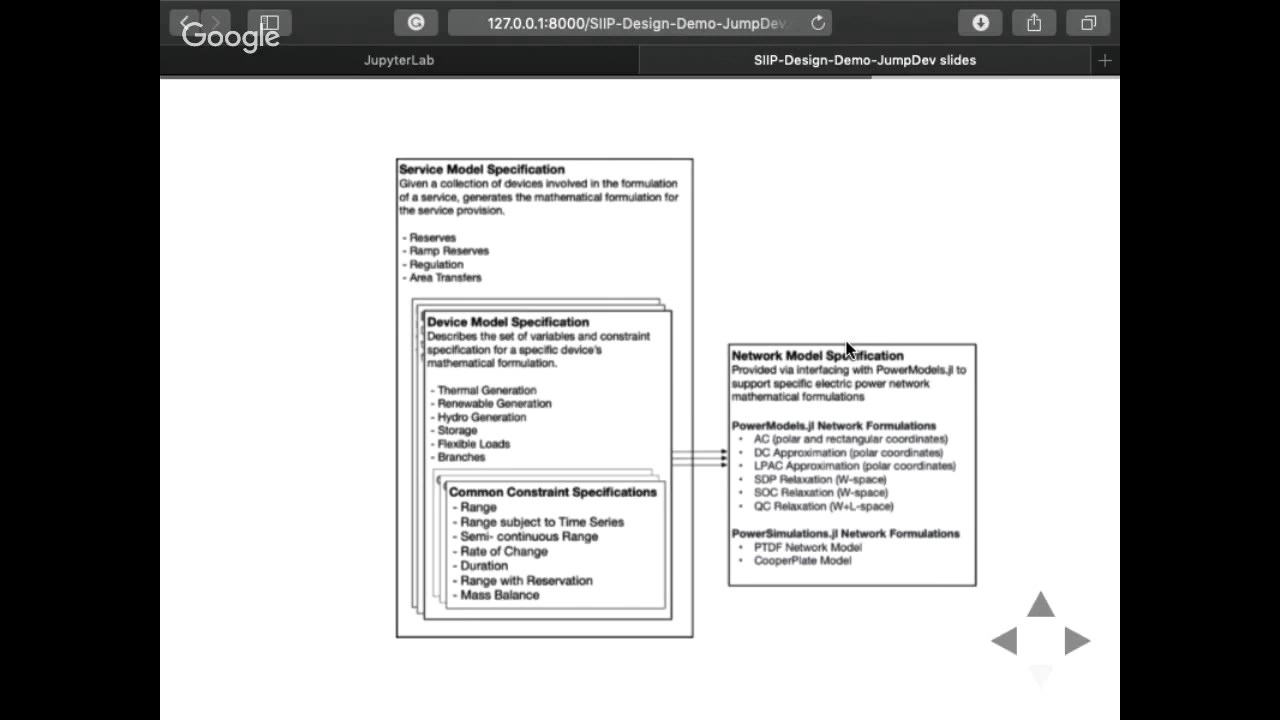 Google
127.0.0.1:8000/SIIP-Design-Demo-JumpDev
JupyterLab
SIIP-Design-Demo-JumpDev slides
Service Model Specification
Given a collection of devices involved in the formulation
of a service, generates the mathematical formulation for
the service provision.
- Reserves
- Ramp Reserves
- Regulation
- Area Transfers
Device Model Specification
Describes the set of variables and constraint
specification for a specific device's
mathematical formulation.
- Thermal Generation
- Renewable Generation
- Hydro Generation
- Storage
- Flexible Loads
- Branches
Common Constraint Specifications
- Range
- Range subject to Time Series
- Semi- continuous Range
- Rate of Change
- Duration
- Range with Reservation
- Mass Balance
Network Model Specification
Provided via interfacing with PowerModels.jl to
support specific electric power network
mathematical formulations
PowerModels.jl Network Formulations
• AC (polar and rectangular coordinates)
• DC Approximation (polar coordinates)
• LPAC Approximation (polar coordinates)
• SDP Relaxation (W-space)
• SOC Relaxation (W-space)
• QC Relaxation (W+L-space)
PowerSimulations.jl Network Formulations
• PTDF Network Model
• CooperPlate Model